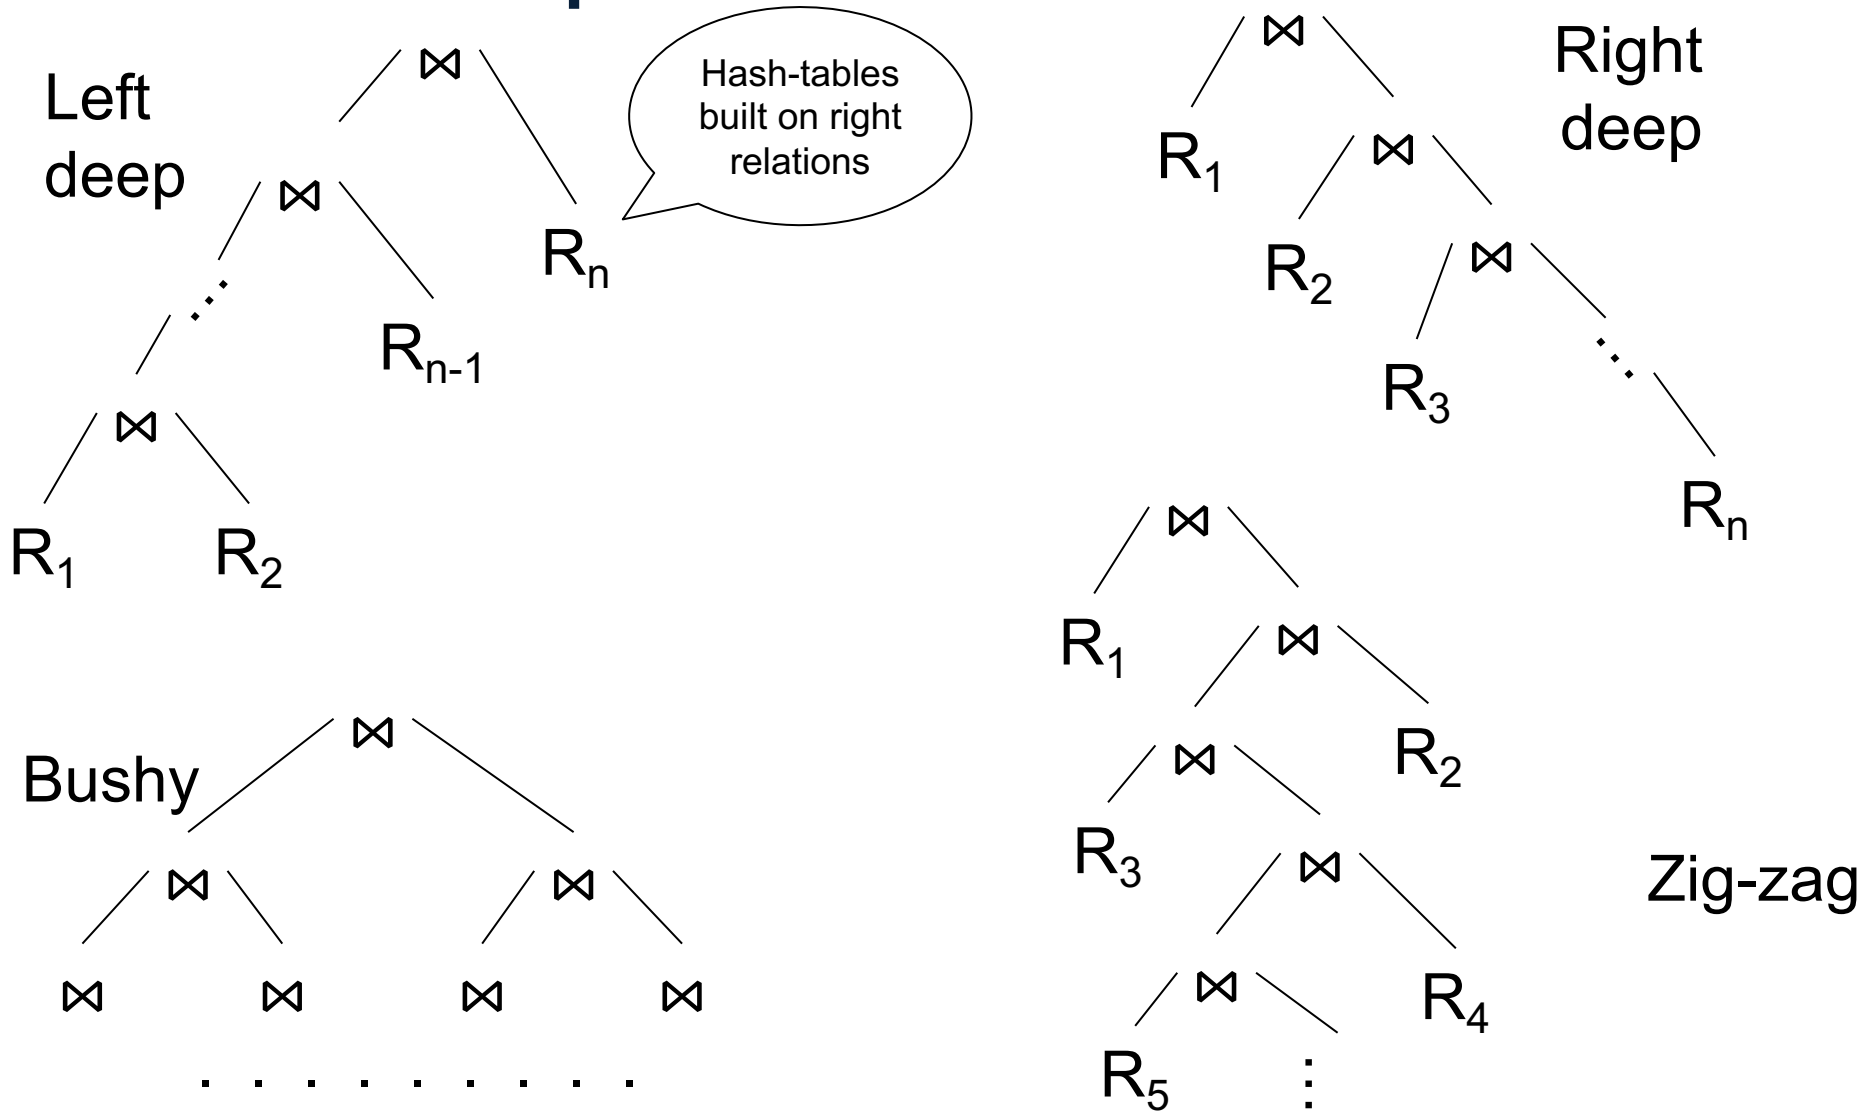 Left
deep
⋈
Hash-tables
built on right
relations
⋈
Rₙ
⋰
Rₙ₋₁
⋈
R₁ R₂
Right
deep
⋈
R₁
⋈
R₂
⋈
R₃
⋱
Rₙ
Bushy
⋈
⋈ ⋈
⋈ ⋈ ⋈ ⋈
. . . . . . . . .
Zig-zag
⋈
R₁
⋈
R₂
⋈
R₃
⋈
R₄
⋈
R₅
⋮